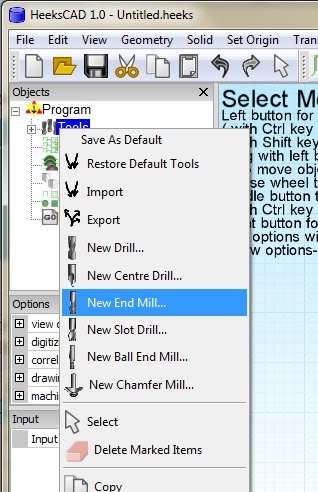 HeeksCAD 1.0 - Untitled.heeks
File Edit View Geometry Solid Set Origin
Objects
Program
Tools
Save As Default
Restore Default Tools
Import
Export
New Drill...
New Centre Drill...
New End Mill...
New Slot Drill...
New Ball End Mill...
New Chamfer Mill...
Select
Delete Marked Items
Copy
Options
view
digitiz
correl
drawin
machi
Input
Input
Select M
Left button for
with Ctrl key
Shift key
g with left b
move obje
se wheel t
dle button t
h Ctrl key
t button for
options wi
w options-